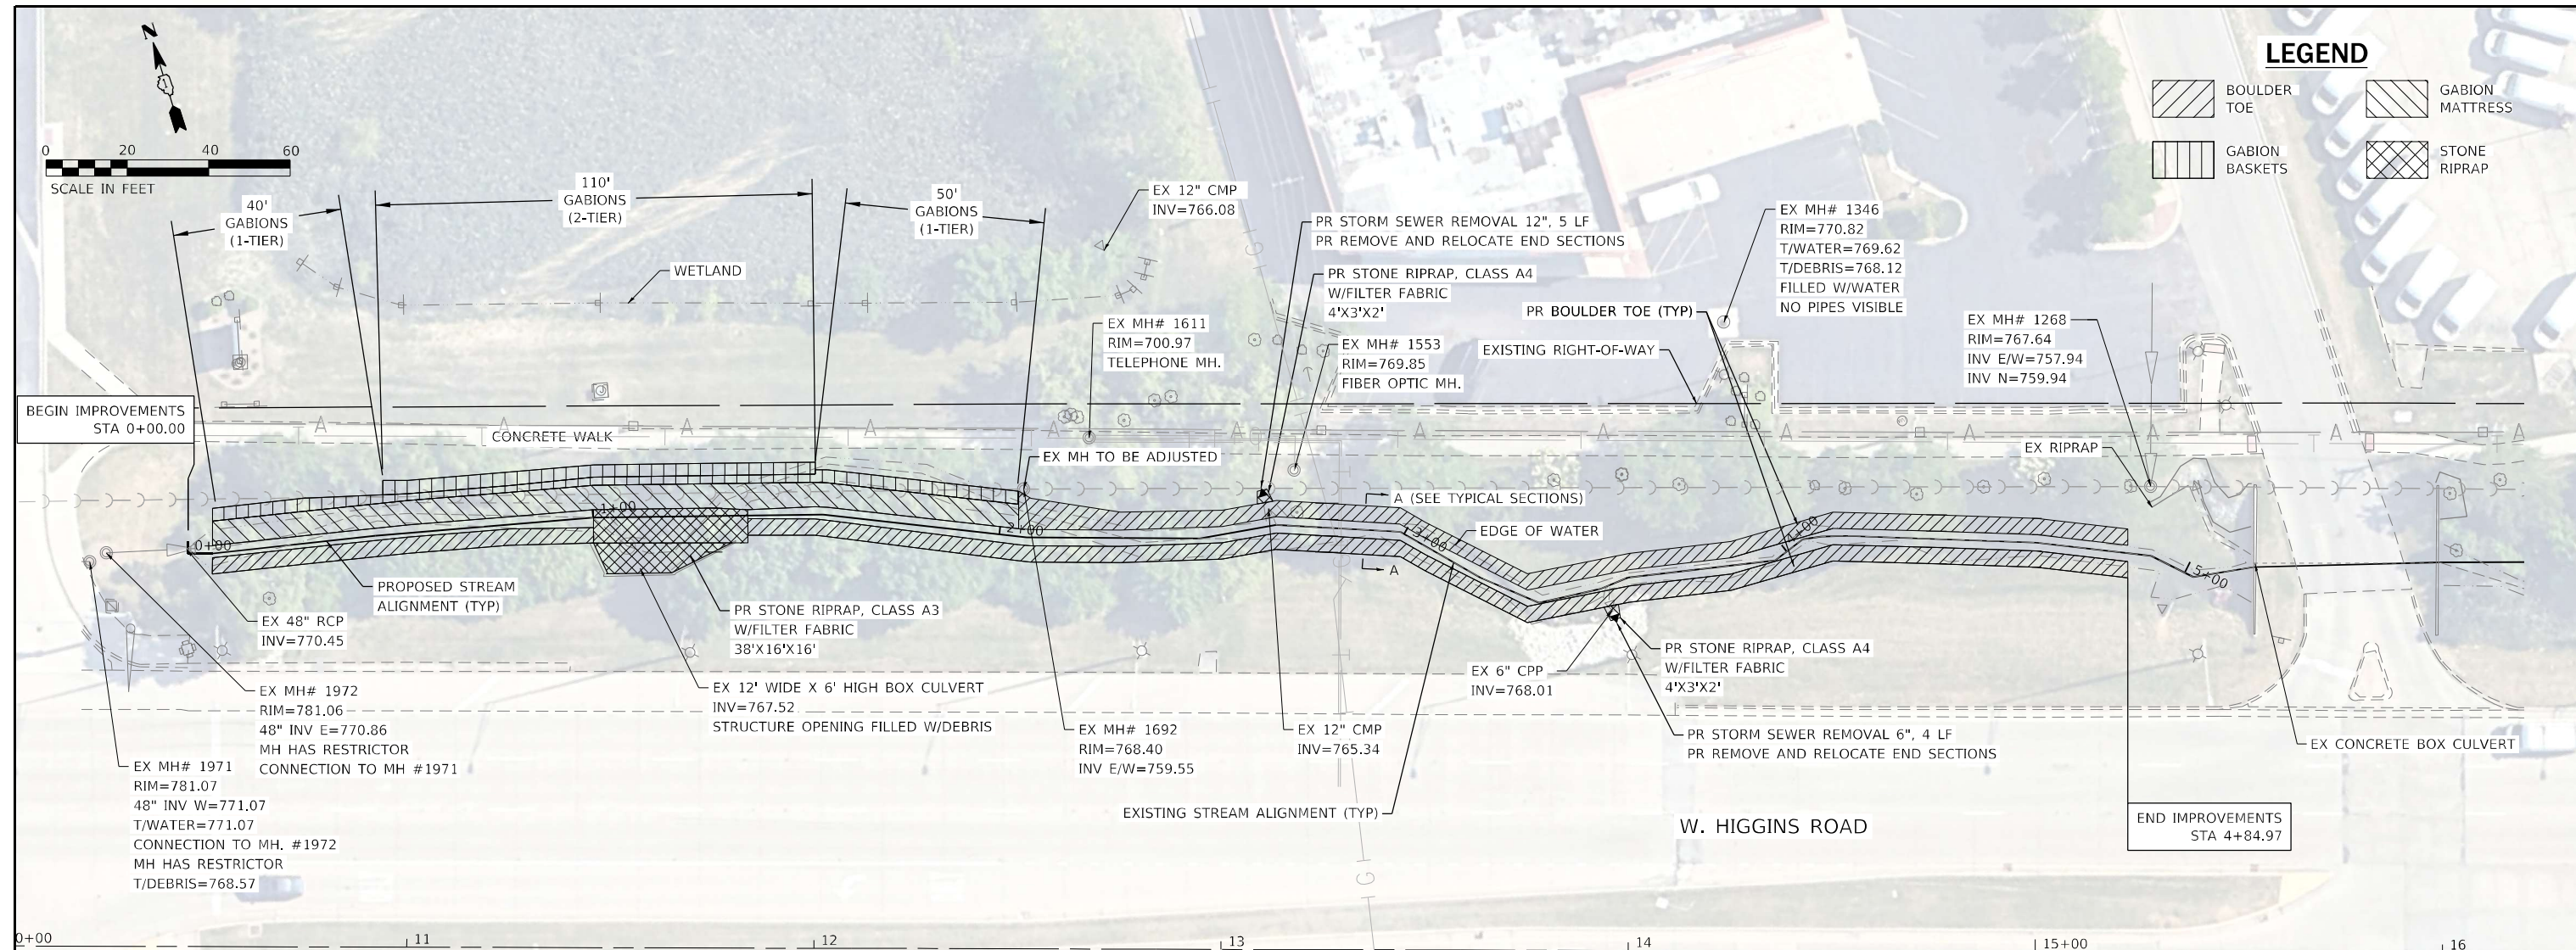 N
0 20 40 60
SCALE IN FEET
LEGEND
BOULDER
TOE
GABION
MATTRESS
GABION
BASKETS
STONE
RIPRAP
40'
GABIONS
(1-TIER)
110'
GABIONS
(2-TIER)
50'
GABIONS
(1-TIER)
WETLAND
EX 12" CMP
INV=766.08
PR STORM SEWER REMOVAL 12", 5 LF
PR REMOVE AND RELOCATE END SECTIONS
PR STONE RIPRAP, CLASS A4
W/FILTER FABRIC
4'X3'X2'
EX MH# 1611
RIM=700.97
TELEPHONE MH.
EX MH# 1553
RIM=769.85
FIBER OPTIC MH.
EX MH# 1346
RIM=770.82
T/WATER=769.62
T/DEBRIS=768.12
FILLED W/WATER
NO PIPES VISIBLE
PR BOULDER TOE (TYP)
EXISTING RIGHT-OF-WAY
EX MH# 1268
RIM=767.64
INV E/W=757.94
INV N=759.94
BEGIN IMPROVEMENTS
STA 0+00.00
A A A A A A A A A A A A
CONCRETE WALK
EX MH TO BE ADJUSTED
EX RIPRAP
A (SEE TYPICAL SECTIONS)
EDGE OF WATER
A
0+00
1+00
2+00
3+00
4+00
5+00
G
G
G
PROPOSED STREAM
ALIGNMENT (TYP)
EX 48" RCP
INV=770.45
PR STONE RIPRAP, CLASS A3
W/FILTER FABRIC
38'X16'X16'
EX MH# 1972
RIM=781.06
48" INV E=770.86
MH HAS RESTRICTOR
CONNECTION TO MH #1971
EX 12' WIDE X 6' HIGH BOX CULVERT
INV=767.52
STRUCTURE OPENING FILLED W/DEBRIS
EX MH# 1971
RIM=781.07
48" INV W=771.07
T/WATER=771.07
CONNECTION TO MH. #1972
MH HAS RESTRICTOR
T/DEBRIS=768.57
EX MH# 1692
RIM=768.40
INV E/W=759.55
EX 12" CMP
INV=765.34
EX 6" CPP
INV=768.01
PR STONE RIPRAP, CLASS A4
W/FILTER FABRIC
4'X3'X2'
PR STORM SEWER REMOVAL 6", 4 LF
PR REMOVE AND RELOCATE END SECTIONS
EX CONCRETE BOX CULVERT
EXISTING STREAM ALIGNMENT (TYP)
W. HIGGINS ROAD
END IMPROVEMENTS
STA 4+84.97
0+00 11 12 13 14 15+00 16